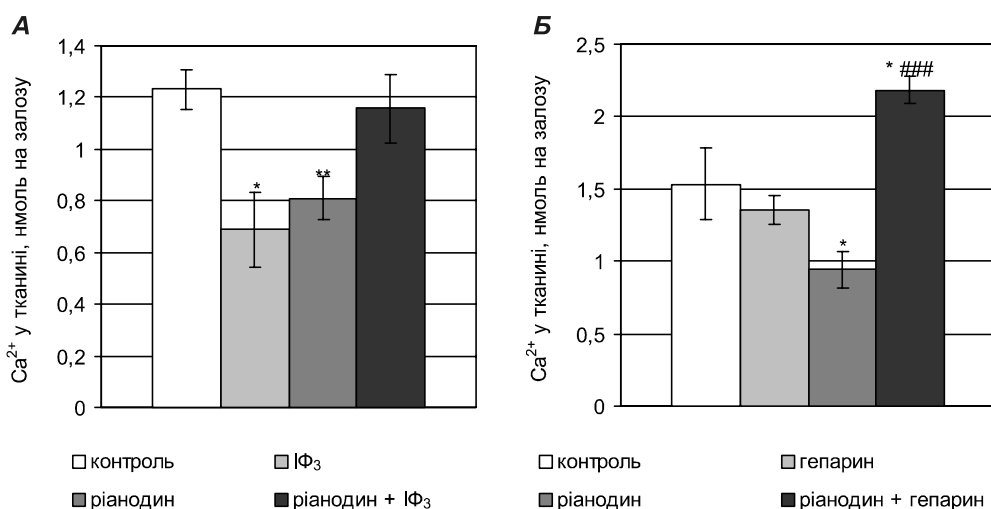 А
Ca²⁺ у тканині, нмоль на залозу
1,4
1,2
1
0,8
0,6
0,4
0,2
0
*
**
контроль
ІФ₃
ріанодин
ріанодин + ІФ₃
Б
Ca²⁺ у тканині, нмоль на залозу
2,5
2
1,5
1
0,5
0
*
* ###
контроль
гепарин
ріанодин
ріанодин + гепарин